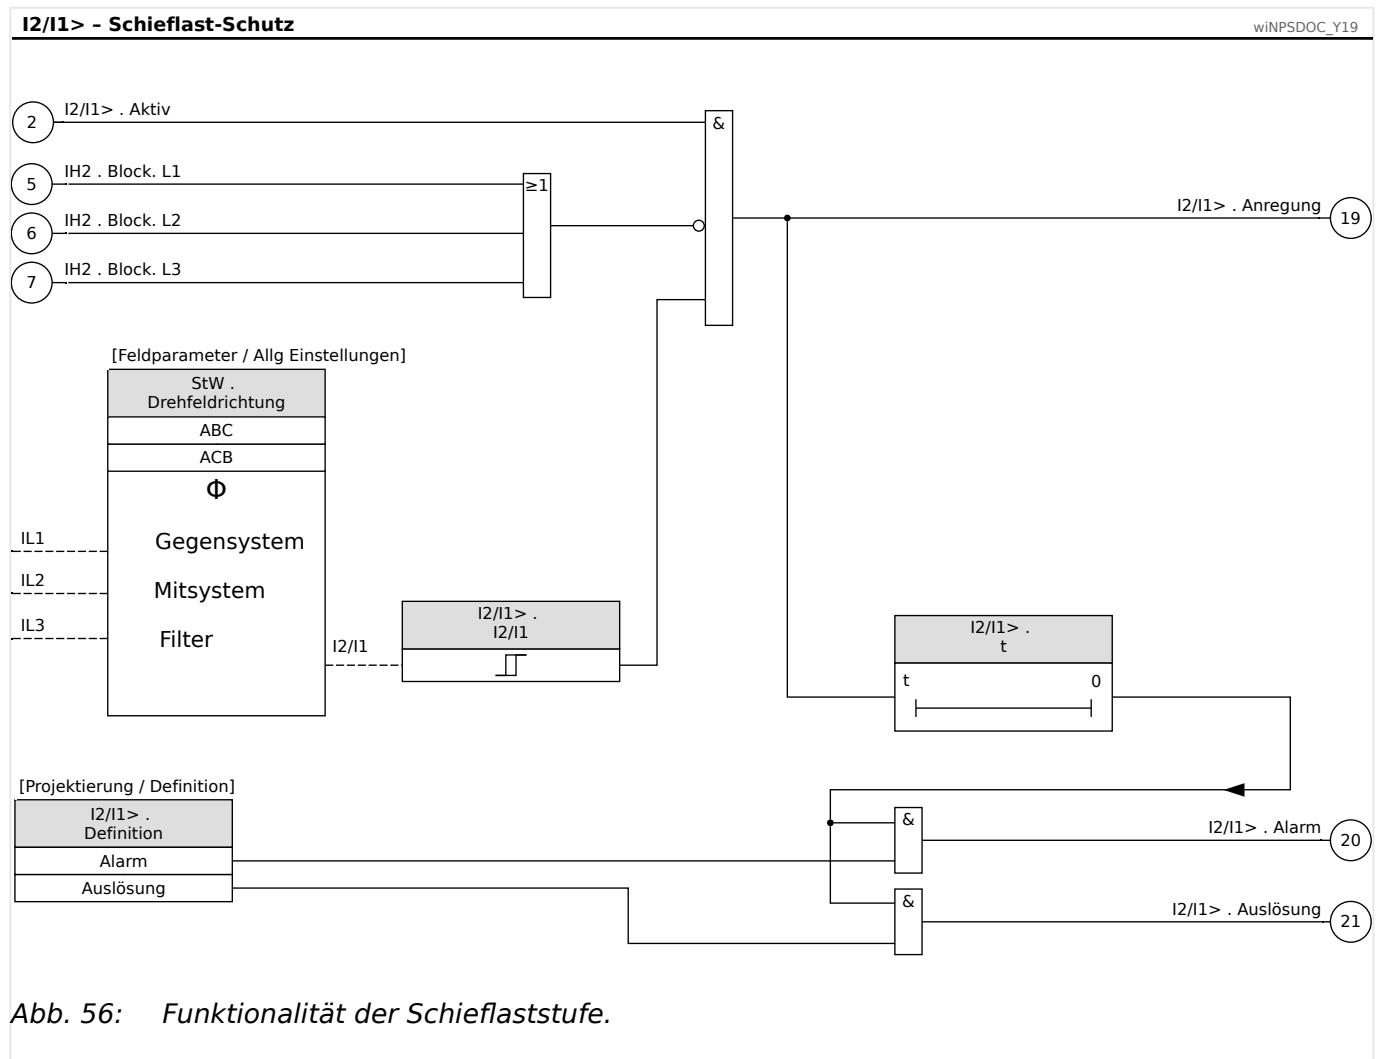 I2/I1> – Schieflast-Schutz
wiNPSDOC_Y19
2
I2/I1> . Aktiv
&
5
IH2 . Block. L1
≥1
6
IH2 . Block. L2
7
IH2 . Block. L3
I2/I1> . Anregung
19
[Feldparameter / Allg Einstellungen]
StW .
Drehfeldrichtung
ABC
ACB
Φ
IL1
Gegensystem
IL2
Mitsystem
IL3
Filter
I2/I1
I2/I1> .
I2/I1
I2/I1> .
t
t
0
[Projektierung / Definition]
I2/I1> .
Definition
Alarm
Auslösung
&
I2/I1> . Alarm
20
&
I2/I1> . Auslösung
21
Abb. 56: Funktionalität der Schieflaststufe.